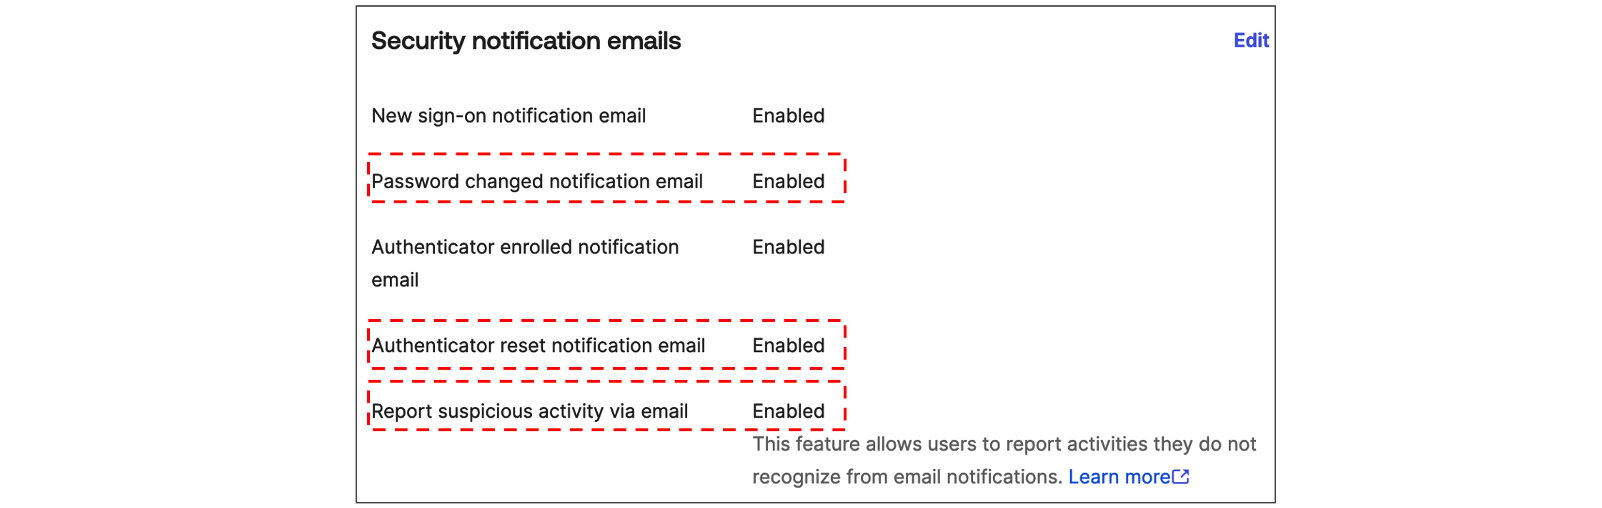 Security notification emails Edit
New sign-on notification email Enabled
Password changed notification email Enabled
Authenticator enrolled notification Enabled
email
Authenticator reset notification email Enabled
Report suspicious activity via email Enabled
This feature allows users to report activities they do not
recognize from email notifications. Learn more